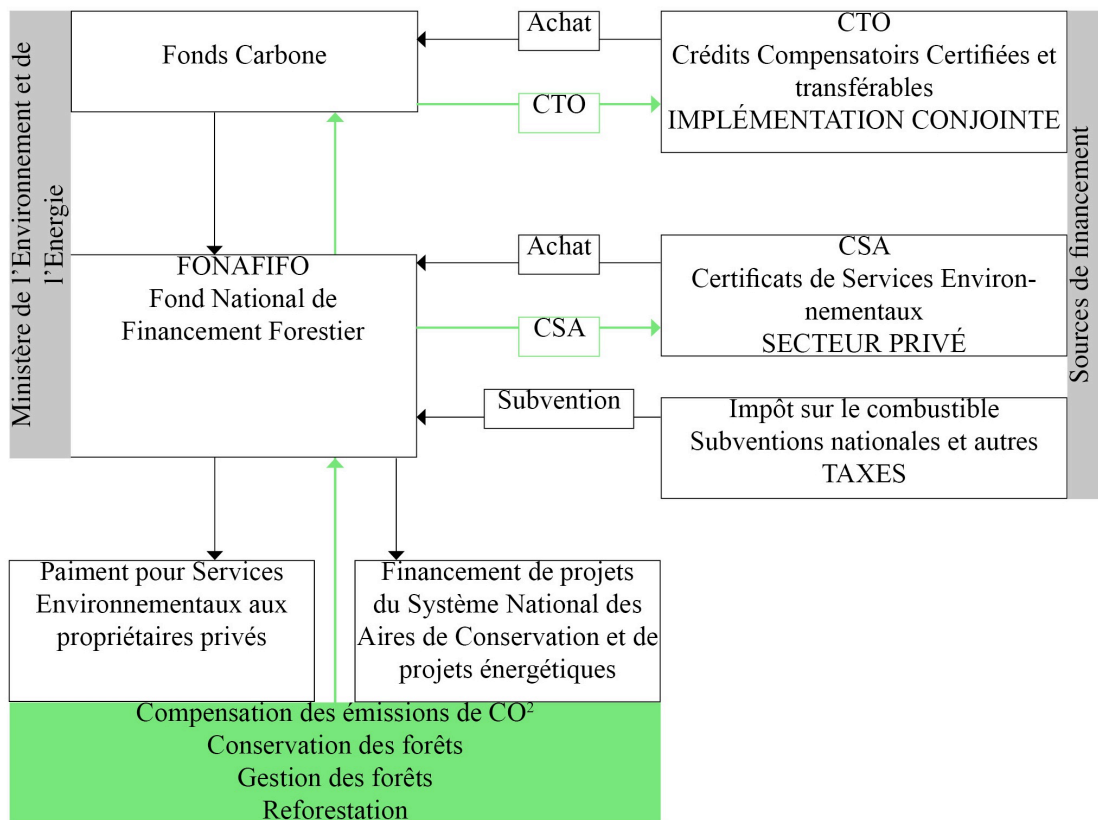 Ministère de l'Environnement et de
l'Energie
Fonds Carbone
Achat
CTO
CTO
Crédits Compensatoirs Certifiées et
transférables
IMPLÉMENTATION CONJOINTE
Sources de financement
FONAFIFO
Fond National de
Financement Forestier
Achat
CSA
CSA
Certificats de Services Environ-
nementaux
SECTEUR PRIVÉ
Subvention
Impôt sur le combustible
Subventions nationales et autres
TAXES
Paiment pour Services
Environnementaux aux
propriétaires privés
Financement de projets
du Système National des
Aires de Conservation et de
projets énergétiques
Compensation des émissions de CO²
Conservation des forêts
Gestion des forêts
Reforestation